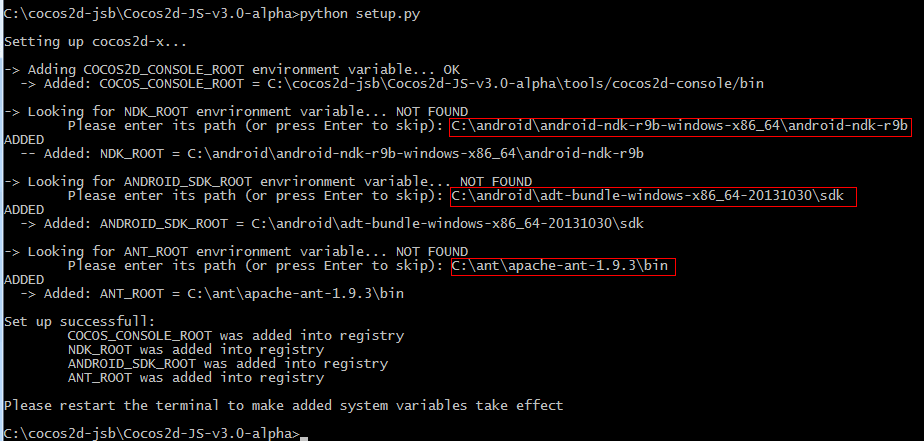 C:\cocos2d-jsb\Cocos2d-JS-v3.0-alpha>python setup.py
Setting up cocos2d-x...
-> Adding COCOS2D_CONSOLE_ROOT environment variable... OK
-> Added: COCOS_CONSOLE_ROOT = C:\cocos2d-jsb\Cocos2d-JS-v3.0-alpha\tools/cocos2d-console/bin
-> Looking for NDK_ROOT envrironment variable... NOT FOUND
Please enter its path (or press Enter to skip): C:\android\android-ndk-r9b-windows-x86_64\android-ndk-r9b
ADDED
-- Added: NDK_ROOT = C:\android\android-ndk-r9b-windows-x86_64\android-ndk-r9b
-> Looking for ANDROID_SDK_ROOT envrironment variable... NOT FOUND
Please enter its path (or press Enter to skip): C:\android\adt-bundle-windows-x86_64-20131030\sdk
ADDED
-> Added: ANDROID_SDK_ROOT = C:\android\adt-bundle-windows-x86_64-20131030\sdk
-> Looking for ANT_ROOT envrironment variable... NOT FOUND
Please enter its path (or press Enter to skip): C:\ant\apache-ant-1.9.3\bin
ADDED
-> Added: ANT_ROOT = C:\ant\apache-ant-1.9.3\bin
Set up successfull:
COCOS_CONSOLE_ROOT was added into registry
NDK_ROOT was added into registry
ANDROID_SDK_ROOT was added into registry
ANT_ROOT was added into registry
Please restart the terminal to make added system variables take effect
C:\cocos2d-jsb\Cocos2d-JS-v3.0-alpha>